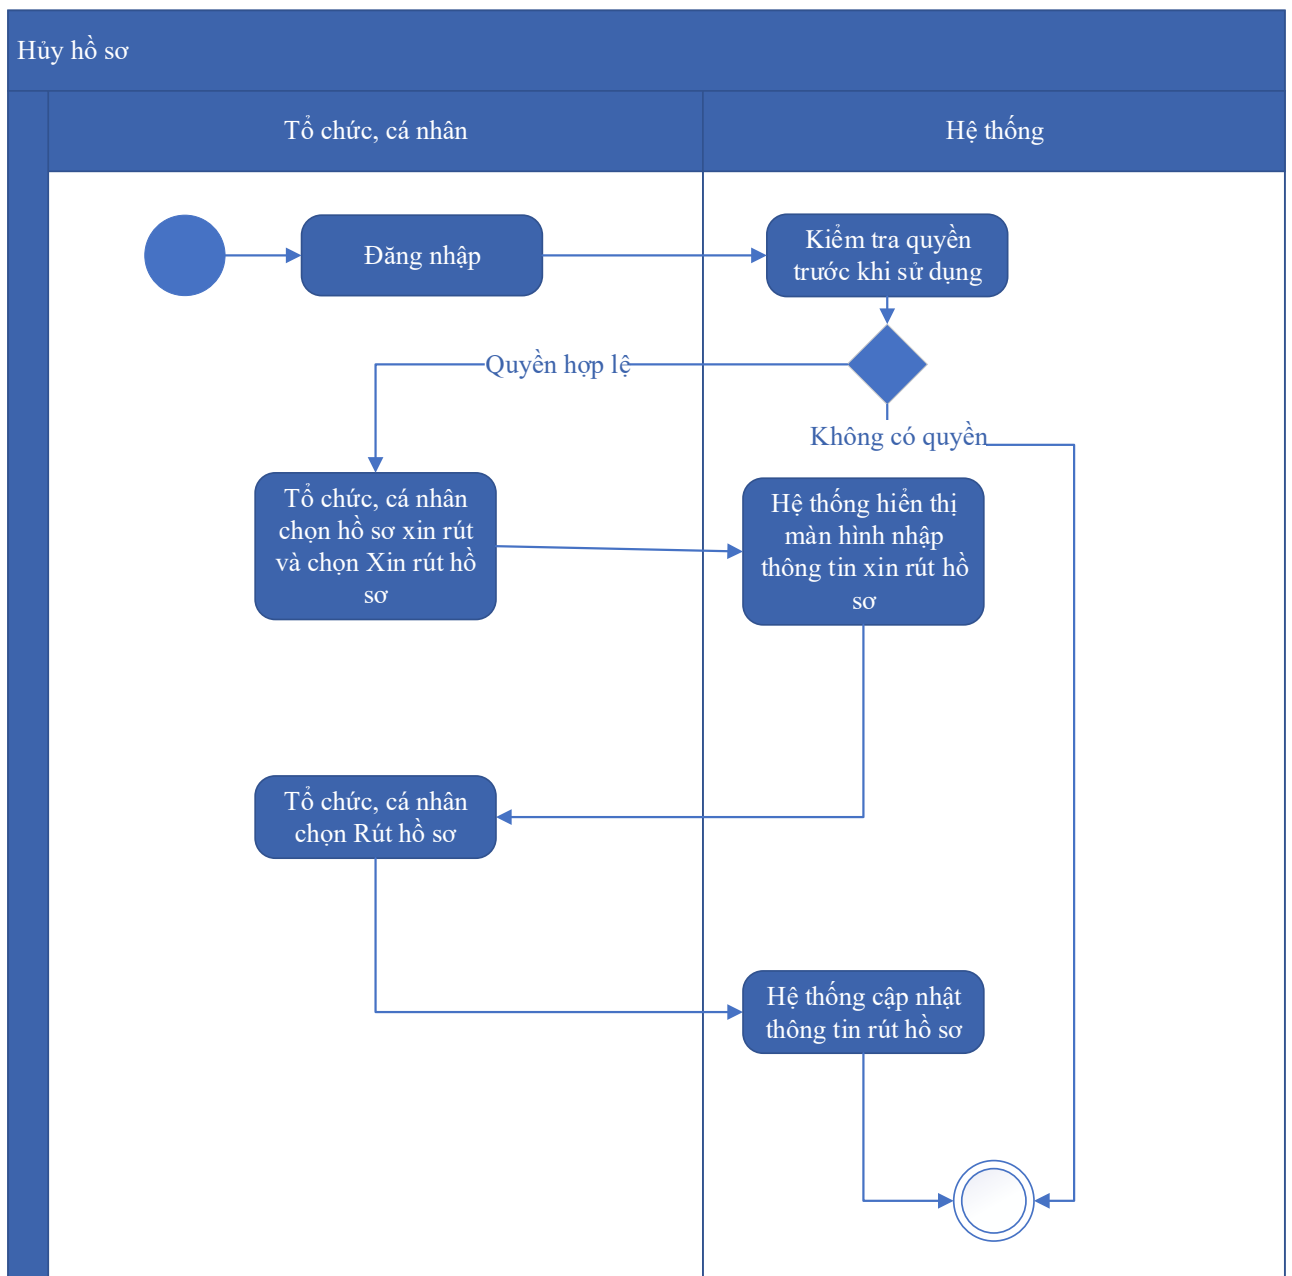 Hủy hồ sơ
Tổ chức, cá nhân
Hệ thống
Đăng nhập
Kiểm tra quyền
trước khi sử dụng
Quyền hợp lệ
Không có quyền
Tổ chức, cá nhân
chọn hồ sơ xin rút
và chọn Xin rút hồ
sơ
Hệ thống hiển thị
màn hình nhập
thông tin xin rút hồ
sơ
Tổ chức, cá nhân
chọn Rút hồ sơ
Hệ thống cập nhật
thông tin rút hồ sơ